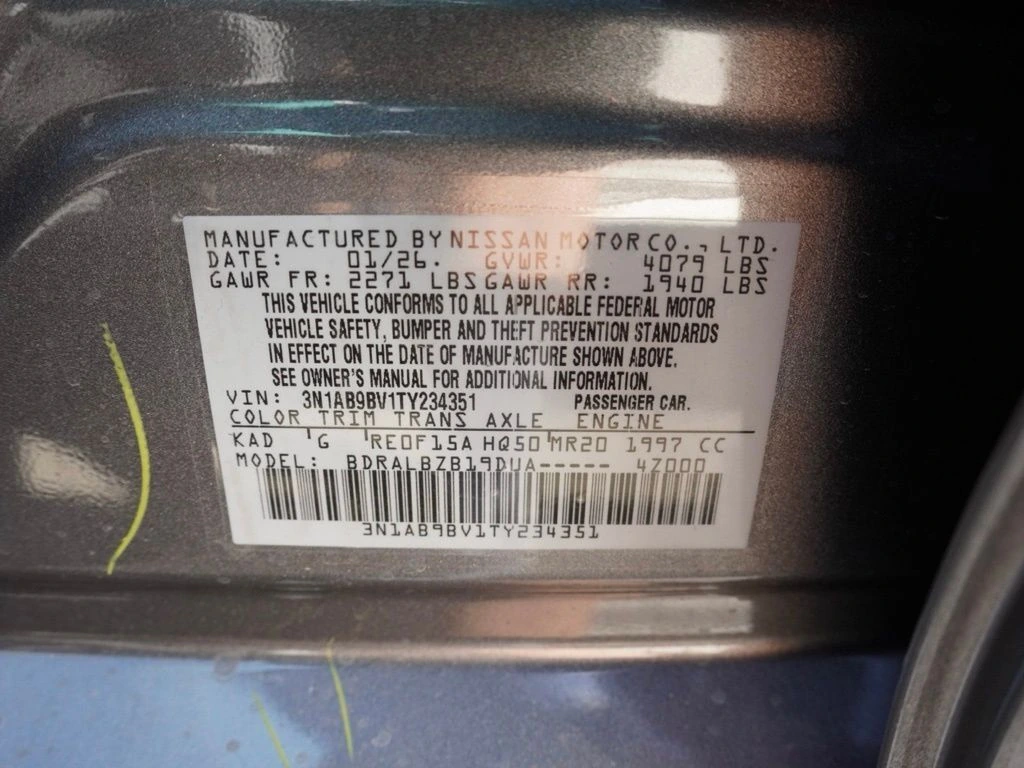 MANUFACTURED BY NISSAN MOTOR CO., LTD.
DATE: 01/26. GVWR: 4079 LBS
GAWR FR: 2271 LBS GAWR RR: 1940 LBS
THIS VEHICLE CONFORMS TO ALL APPLICABLE FEDERAL MOTOR
VEHICLE SAFETY, BUMPER AND THEFT PREVENTION STANDARDS
IN EFFECT ON THE DATE OF MANUFACTURE SHOWN ABOVE.
SEE OWNER'S MANUAL FOR ADDITIONAL INFORMATION.
VIN: 3N1AB9BV1TY234351 PASSENGER CAR.
COLOR TRIM TRANS AXLE ENGINE
KAD G RE0F15A HQ50 MR20 1997 CC
MODEL: BDRALBZB19DUA----- 4Z000
3N1AB9BV1TY234351